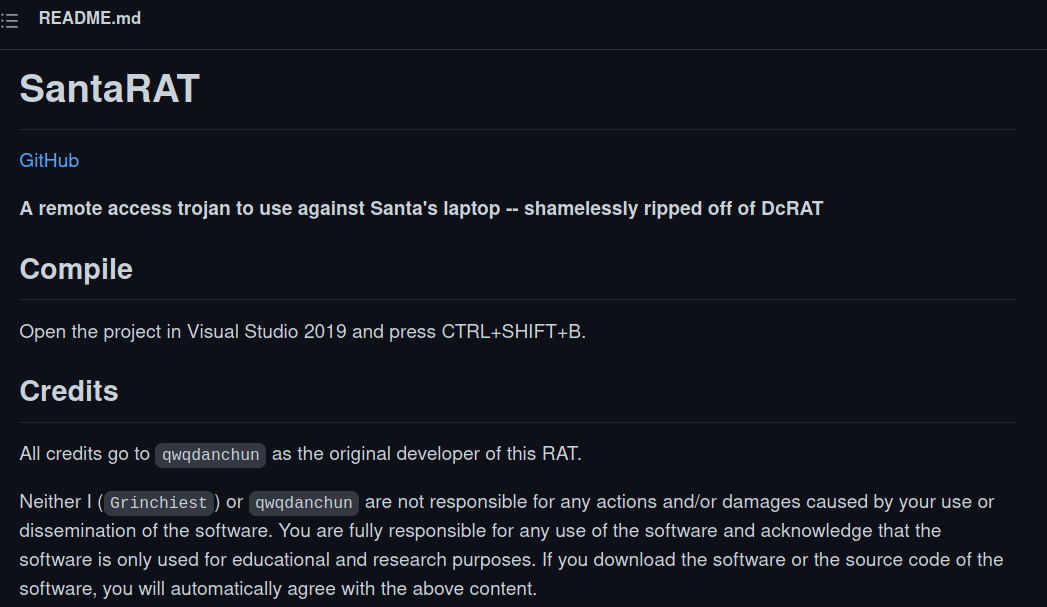 README.md
SantaRAT
GitHub
A remote access trojan to use against Santa's laptop -- shamelessly ripped off of DcRAT
Compile
Open the project in Visual Studio 2019 and press CTRL+SHIFT+B.
Credits
All credits go to qwqdanchun as the original developer of this RAT.
Neither I (Grinchiest) or qwqdanchun are not responsible for any actions and/or damages caused by your use or
dissemination of the software. You are fully responsible for any use of the software and acknowledge that the
software is only used for educational and research purposes. If you download the software or the source code of the
software, you will automatically agree with the above content.